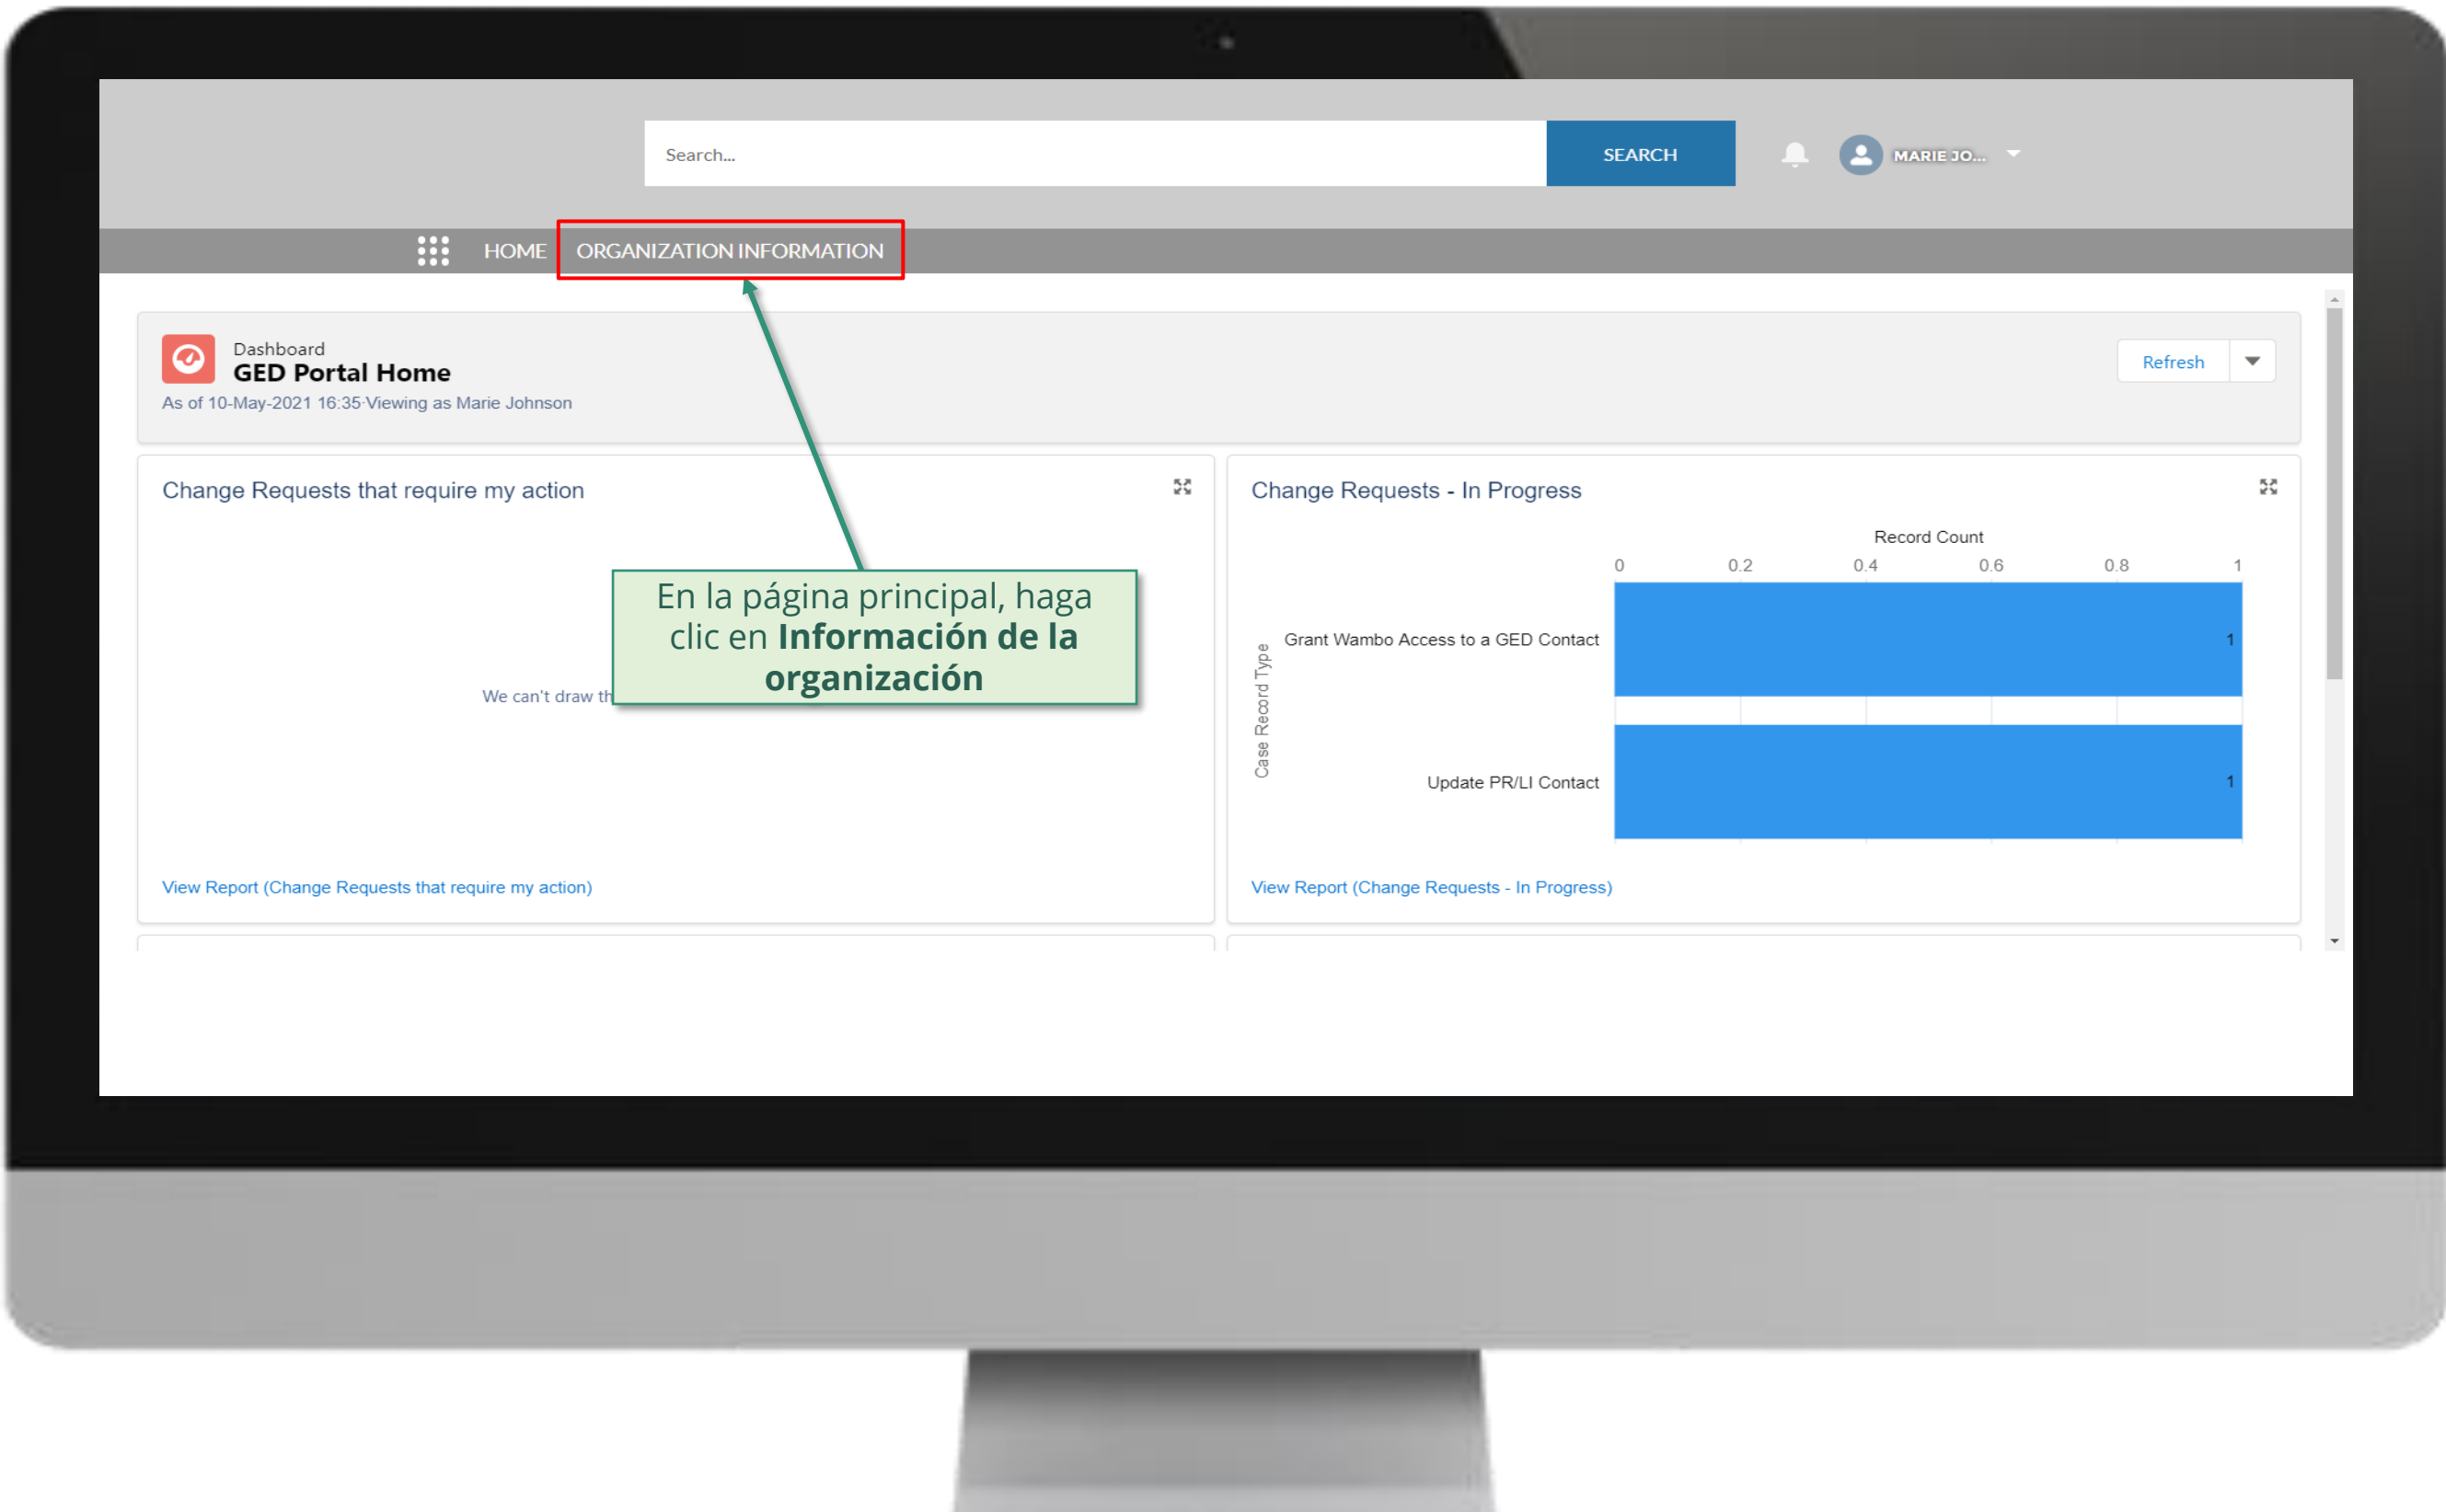 Search...
SEARCH
MARIE JO...
HOME
ORGANIZATION INFORMATION
Dashboard
GED Portal Home
As of 10-May-2021 16:35·Viewing as Marie Johnson
Refresh
Change Requests that require my action
We can't draw
En la página principal, haga
clic en Información de la
organización
View Report (Change Requests that require my action)
Change Requests - In Progress
Record Count
0 0.2 0.4 0.6 0.8 1
Case Record Type
Grant Wambo Access to a GED Contact
1
Update PR/LI Contact
1
View Report (Change Requests - In Progress)